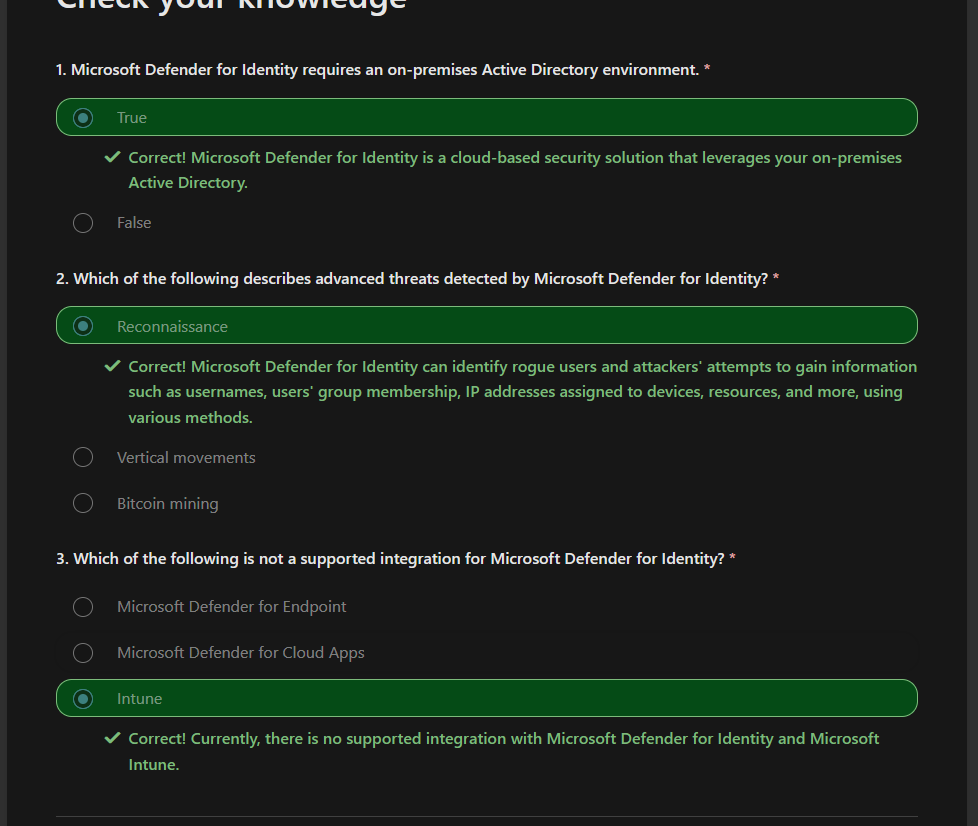 Check your knowledge
1. Microsoft Defender for Identity requires an on-premises Active Directory environment. *
True
Correct! Microsoft Defender for Identity is a cloud-based security solution that leverages your on-premises
Active Directory.
False
2. Which of the following describes advanced threats detected by Microsoft Defender for Identity? *
Reconnaissance
Correct! Microsoft Defender for Identity can identify rogue users and attackers' attempts to gain information
such as usernames, users' group membership, IP addresses assigned to devices, resources, and more, using
various methods.
Vertical movements
Bitcoin mining
3. Which of the following is not a supported integration for Microsoft Defender for Identity? *
Microsoft Defender for Endpoint
Microsoft Defender for Cloud Apps
Intune
Correct! Currently, there is no supported integration with Microsoft Defender for Identity and Microsoft
Intune.